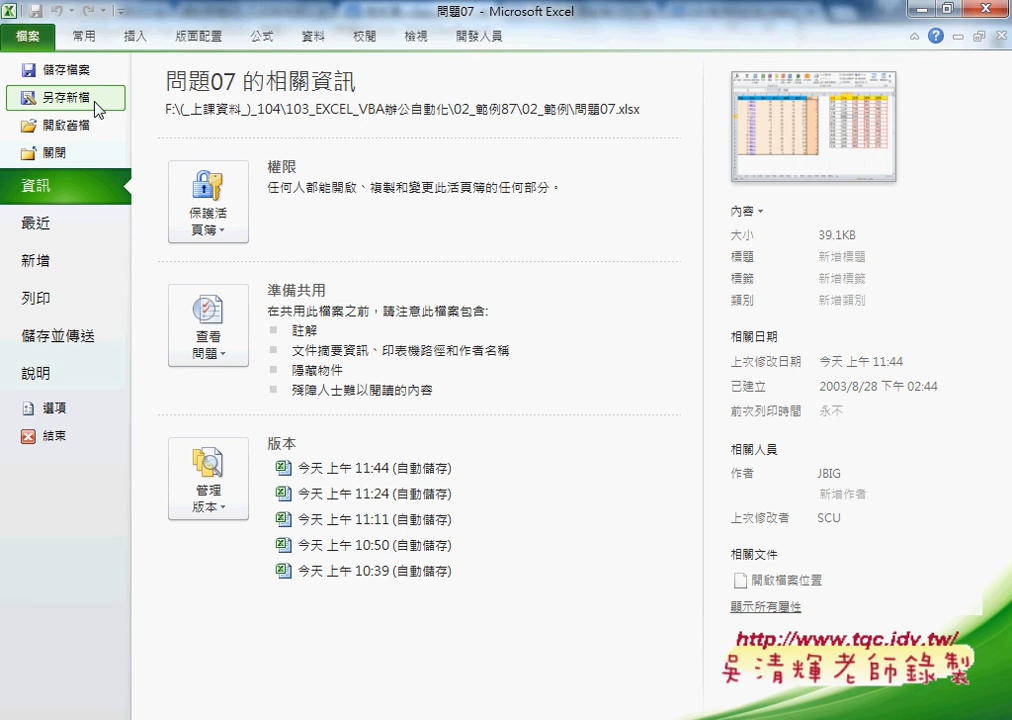 問題07 - Microsoft Excel
檔案 常用 插入 版面配置 公式 資料 校閱 檢視 開發人員
儲存檔案
另存新檔
開啟舊檔
關閉
資訊
最近
新增
列印
儲存並傳送
說明
選項
結束
問題07 的相關資訊
F:\(_上課資料_)_104\103_EXCEL_VBA辦公自動化\02_範例87\02_範例\問題07.xlsx
保護活
頁簿
權限
任何人都能開啟、複製和變更此活頁簿的任何部分。
查看
問題
準備共用
在共用此檔案之前，請注意此檔案包含:
註解
文件摘要資訊、印表機路徑和作者名稱
隱藏物件
殘障人士難以閱讀的內容
管理
版本
版本
今天 上午 11:44 (自動儲存)
今天 上午 11:24 (自動儲存)
今天 上午 11:11 (自動儲存)
今天 上午 10:50 (自動儲存)
今天 上午 10:39 (自動儲存)
內容
大小 39.1KB
標題 新增標題
標籤 新增標籤
類別 新增類別
相關日期
上次修改日期 今天 上午 11:44
已建立 2003/8/28 下午 02:44
前次列印時間 永不
相關人員
作者 JBIG
新增作者
上次修改者 SCU
相關文件
開啟檔案位置
顯示所有屬性
http://www.tqc.idv.tw/
吳清輝老師錄製